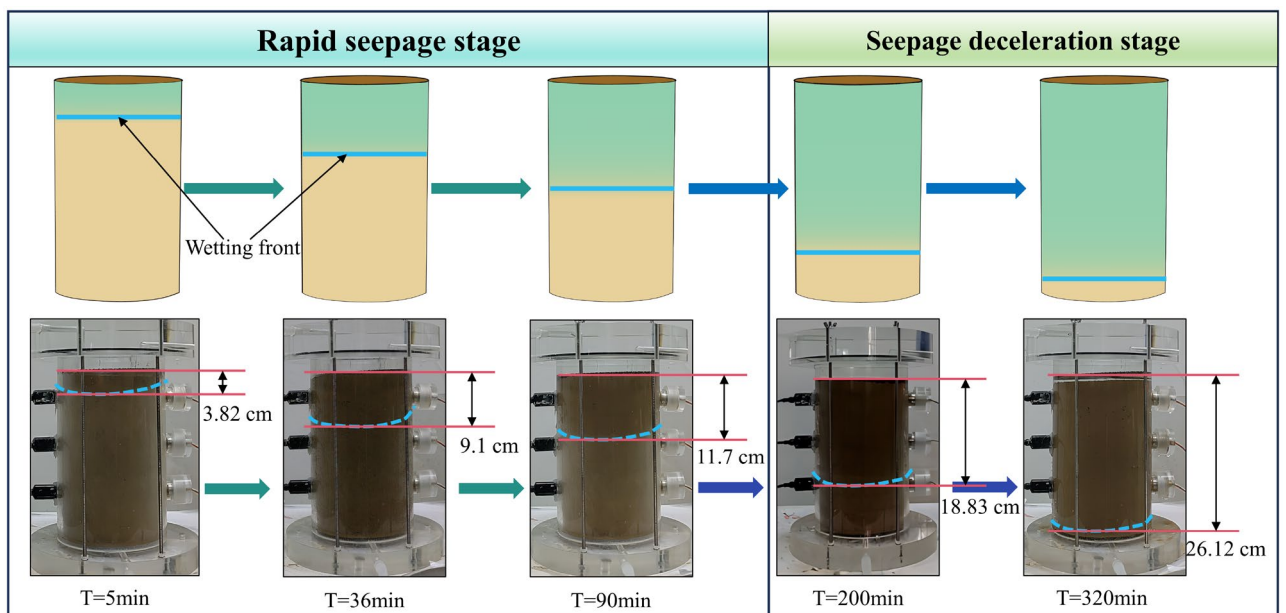 Rapid seepage stage
Seepage deceleration stage
Wetting front
3.82 cm
9.1 cm
11.7 cm
18.83 cm
26.12 cm
T=5min
T=36min
T=90min
T=200min
T=320min